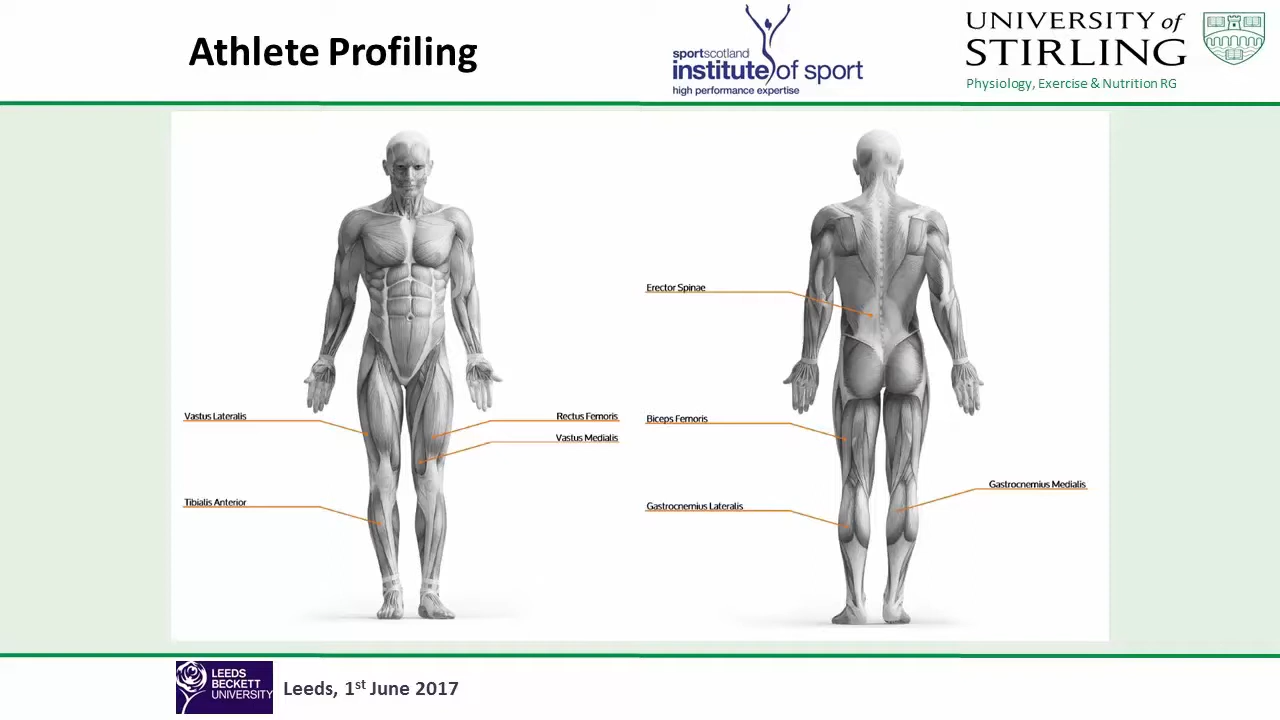 Athlete Profiling
sportscotland
institute of sport
high performance expertise
UNIVERSITY of
STIRLING
Physiology, Exercise & Nutrition RG
Erector Spinae
Vastus Lateralis
Rectus Femoris
Vastus Medialis
Biceps Femoris
Tibialis Anterior
Gastrocnemius Lateralis
Gastrocnemius Medialis
LEEDS
BECKETT
UNIVERSITY
Leeds, 1st June 2017